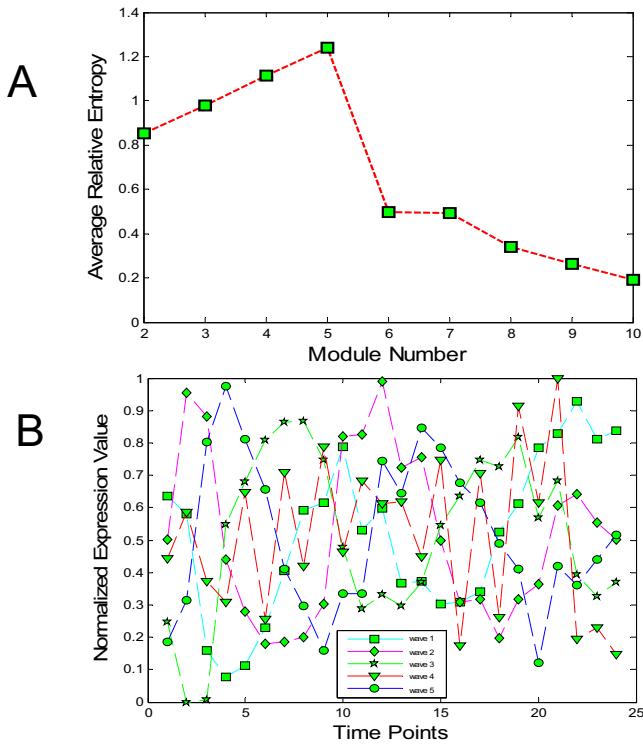 A
Average Relative Entropy
1.4
1.2
1
0.8
0.6
0.4
0.2
0
2 3 4 5 6 7 8 9 10
Module Number
B
Normalized Expression Value
1
0.9
0.8
0.7
0.6
0.5
0.4
0.3
0.2
0.1
0
wave 1
wave 2
wave 3
wave 4
wave 5
0 5 10 15 20 25
Time Points